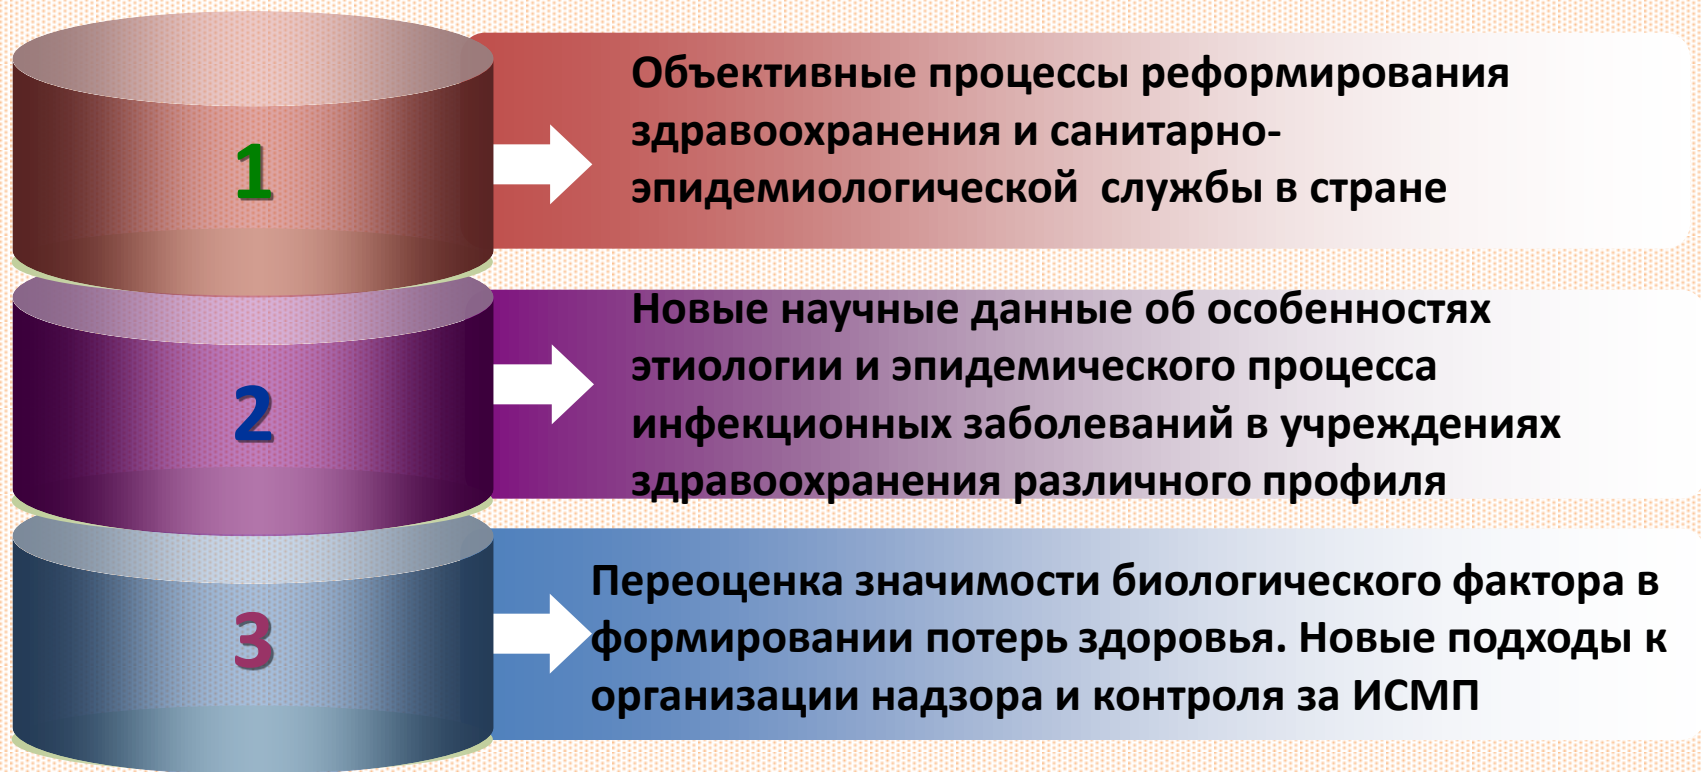 1
Объективные процессы реформирования
здравоохранения и санитарно-
эпидемиологической службы в стране
2
Новые научные данные об особенностях
этиологии и эпидемического процесса
инфекционных заболеваний в учреждениях
здравоохранения различного профиля
3
Переоценка значимости биологического фактора в
формировании потерь здоровья. Новые подходы к
организации надзора и контроля за ИСМП